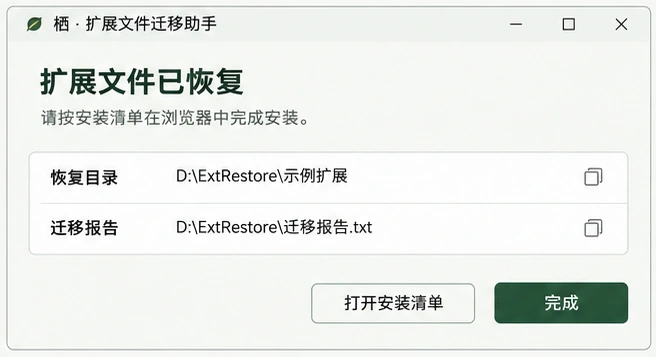 栖 · 扩展文件迁移助手
扩展文件已恢复
请按安装清单在浏览器中完成安装。
恢复目录 D:\ExtRestore\示例扩展
迁移报告 D:\ExtRestore\迁移报告.txt
打开安装清单 完成